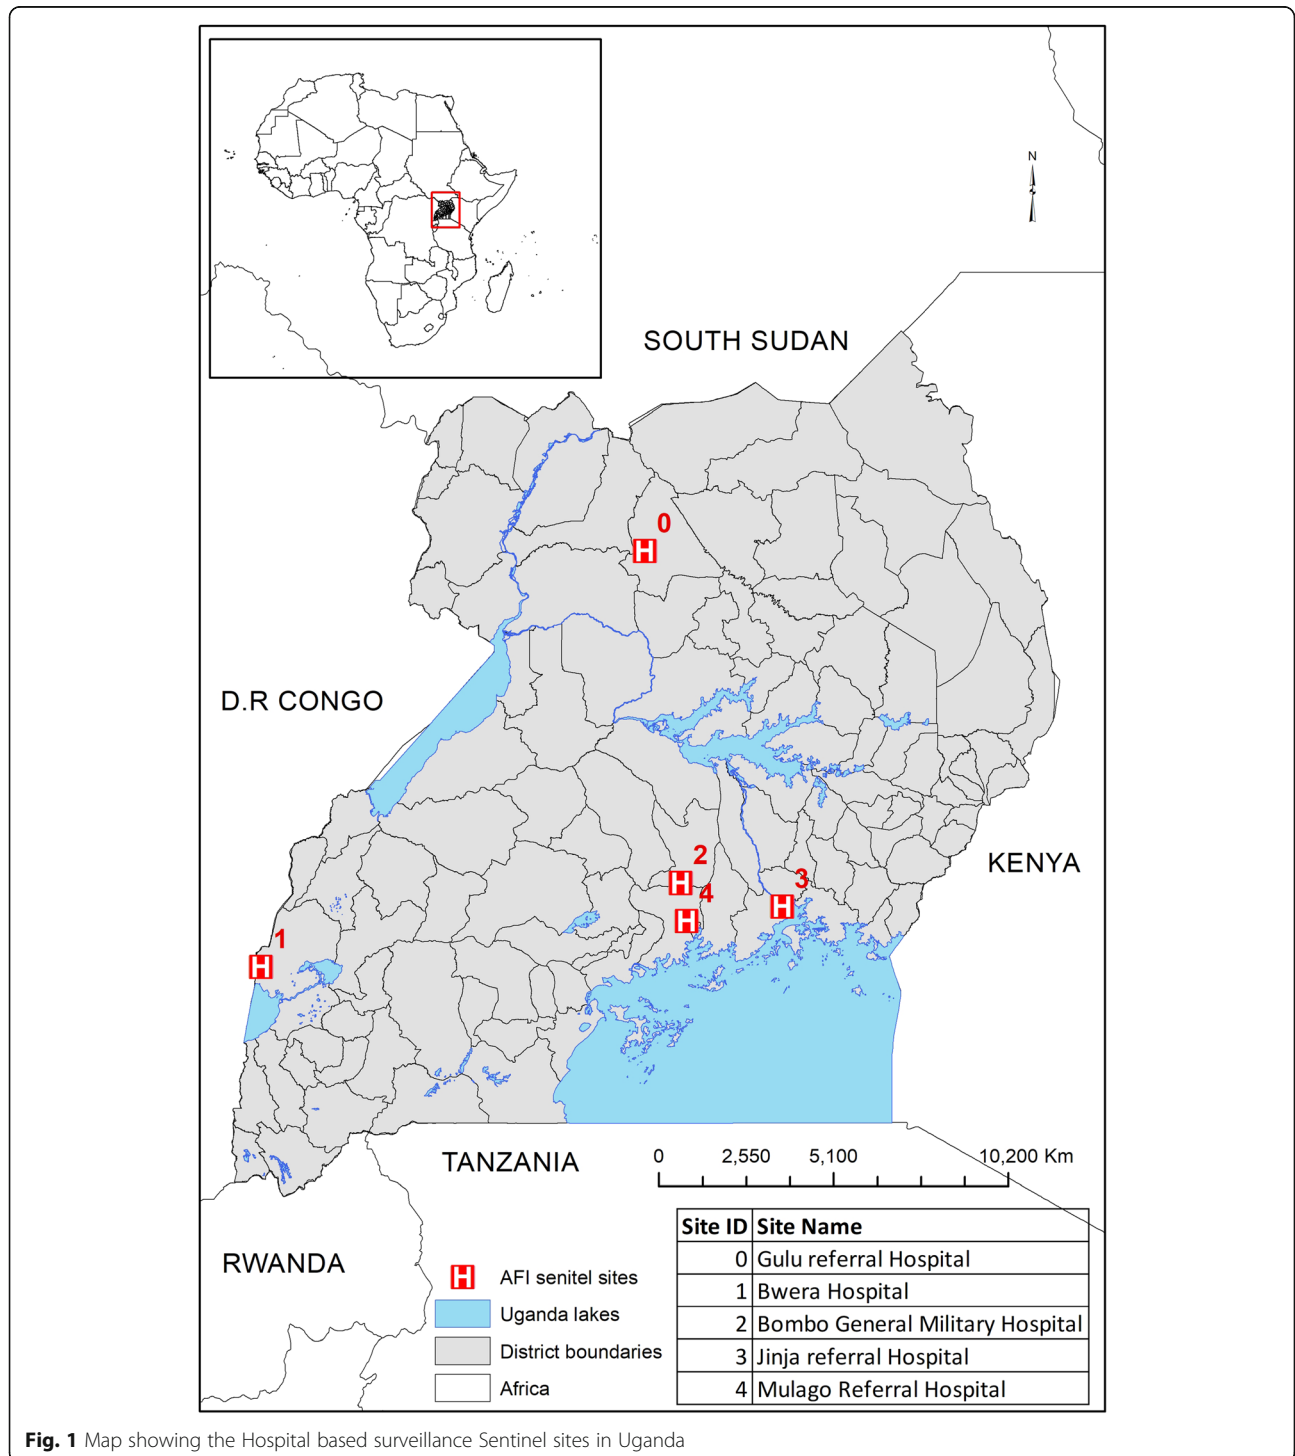 N
SOUTH SUDAN
0
D.R CONGO
2
KENYA
3
4
1
TANZANIA
0 2,550 5,100 10,200 Km
RWANDA
H AFI senitel sites
Uganda lakes
District boundaries
Africa
Site ID Site Name
0 Gulu referral Hospital
1 Bwera Hospital
2 Bombo General Military Hospital
3 Jinja referral Hospital
4 Mulago Referral Hospital
Fig. 1 Map showing the Hospital based surveillance Sentinel sites in Uganda